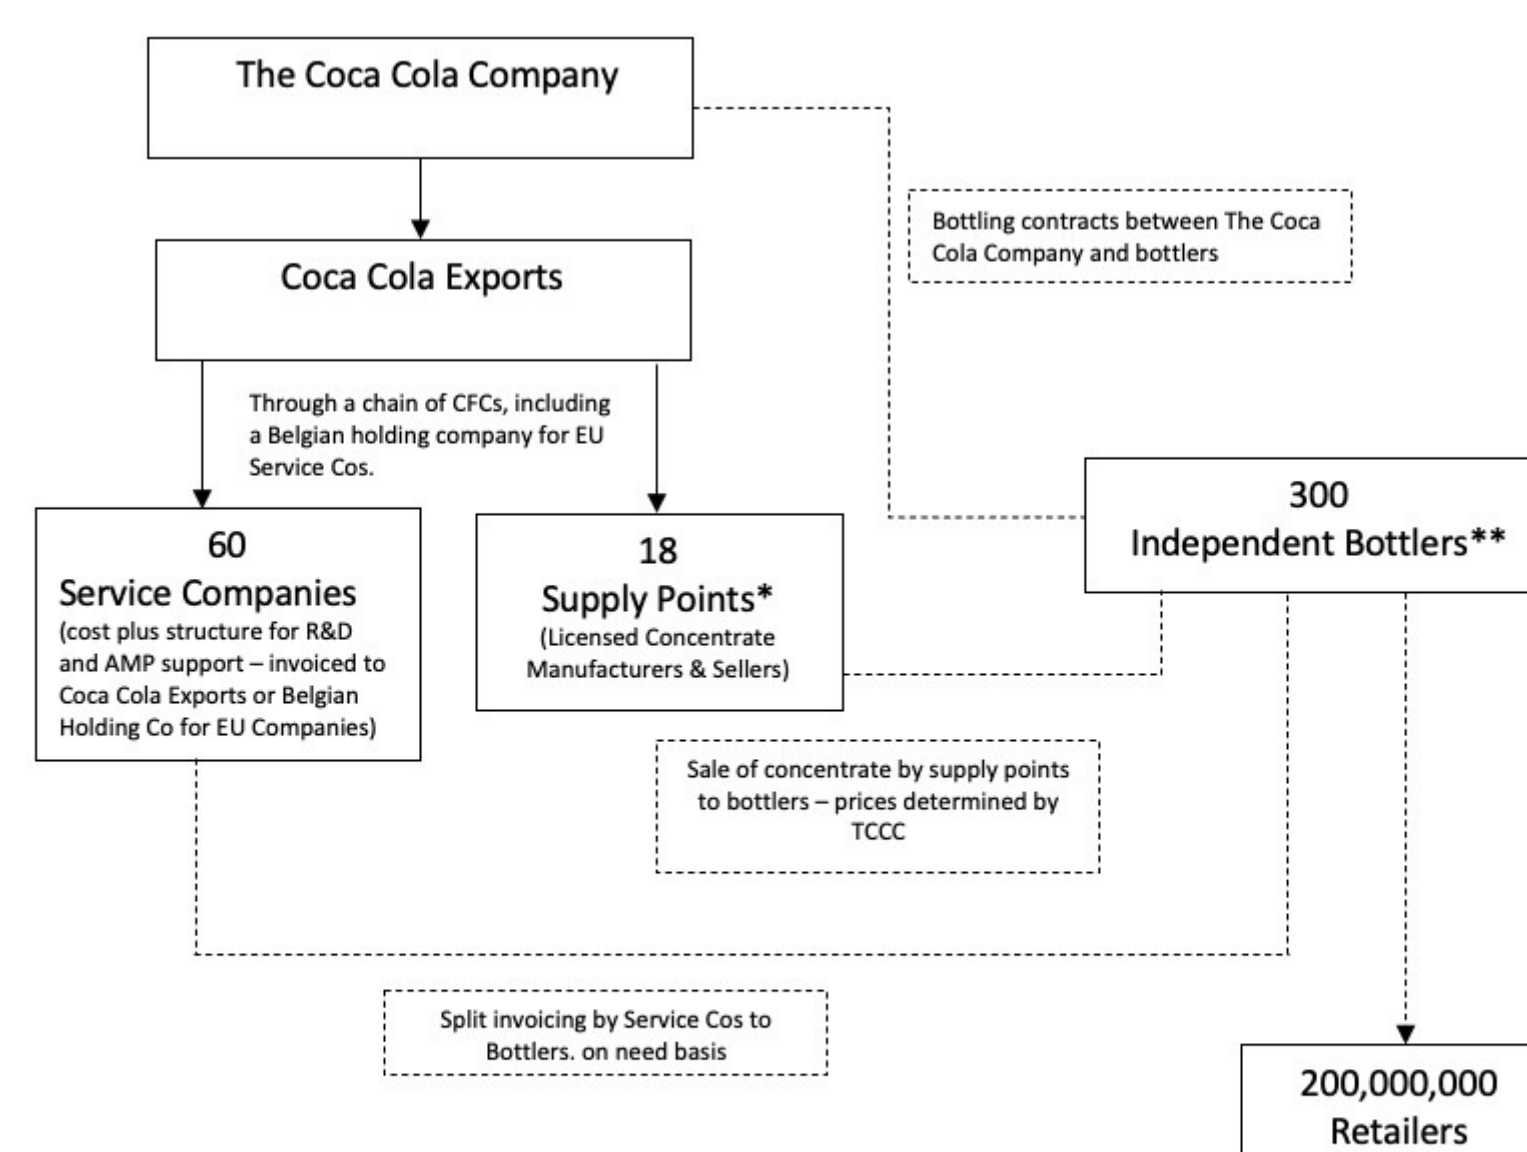 The Coca Cola Company
Bottling contracts between The Coca
Cola Company and bottlers
Coca Cola Exports
Through a chain of CFCs, including
a Belgian holding company for EU
Service Cos.
60
Service Companies
(cost plus structure for R&D
and AMP support – invoiced to
Coca Cola Exports or Belgian
Holding Co for EU Companies)
18
Supply Points*
(Licensed Concentrate
Manufacturers & Sellers)
300
Independent Bottlers**
Sale of concentrate by supply points
to bottlers – prices determined by
TCCC
Split invoicing by Service Cos to
Bottlers. on need basis
200,000,000
Retailers